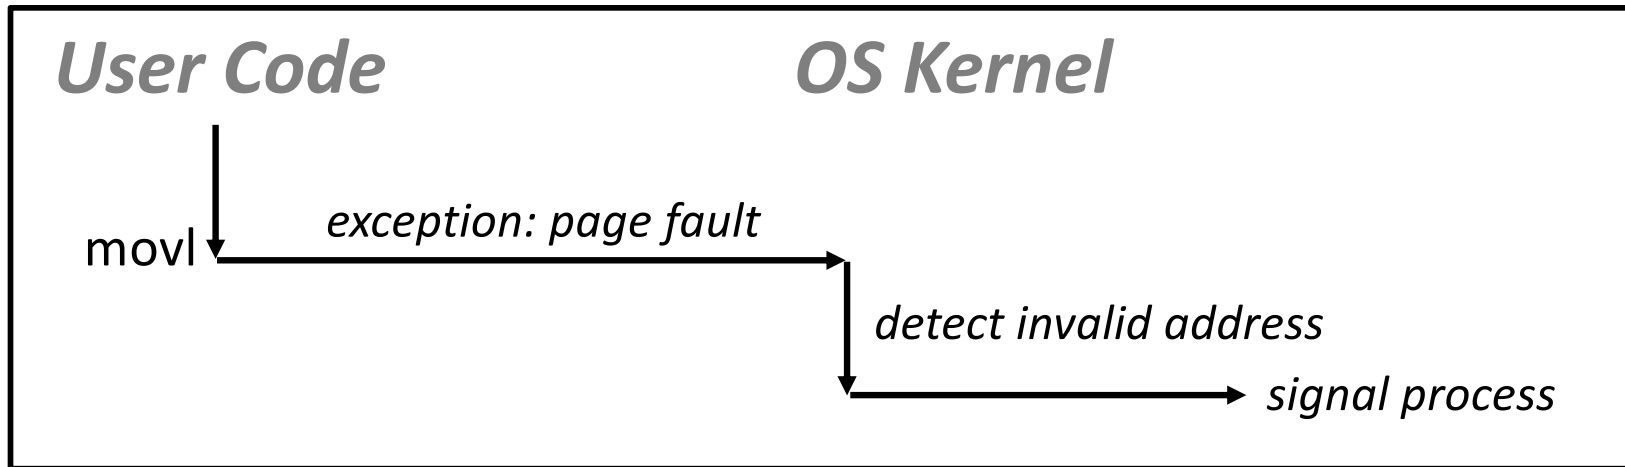 User Code
OS Kernel
exception: page fault
movl
detect invalid address
signal process